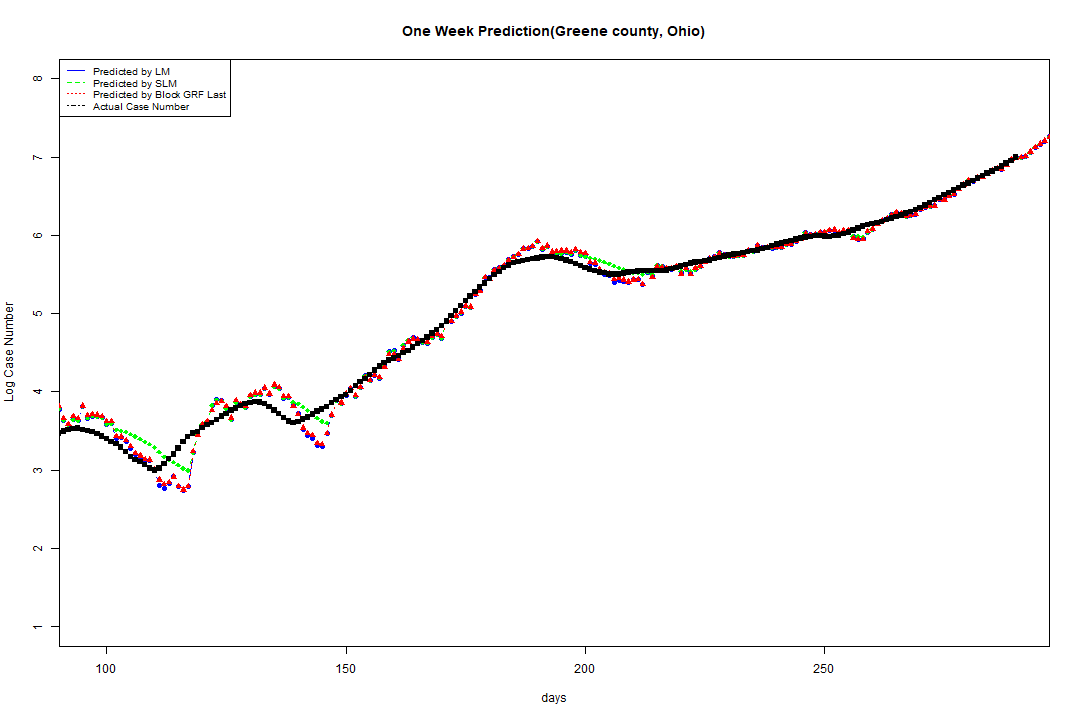 One Week Prediction(Greene county, Ohio)
Predicted by LM
Predicted by SLM
Predicted by Block GRF Last
Actual Case Number
8
7
6
5
4
3
2
1
Log Case Number
100 150 200 250
days